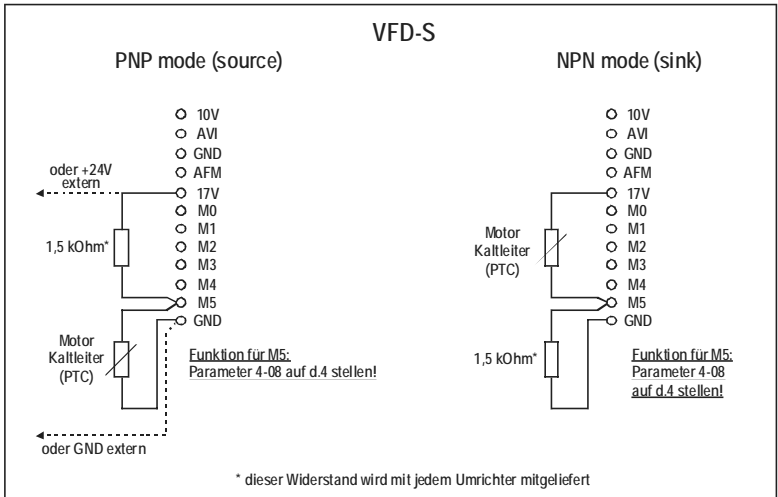 VFD-S
PNP mode (source)
10V
AVI
GND
AFM
17V
M0
M1
M2
M3
M4
M5
GND
oder +24V
extern
1,5 kOhm*
Motor
Kaltleiter
(PTC)
Funktion für M5:
Parameter 4-08 auf d.4 stellen!
oder GND extern
NPN mode (sink)
10V
AVI
GND
AFM
17V
M0
M1
M2
M3
M4
M5
GND
Motor
Kaltleiter
(PTC)
1,5 kOhm*
Funktion für M5:
Parameter 4-08
auf d.4 stellen!
* dieser Widerstand wird mit jedem Umrichter mitgeliefert